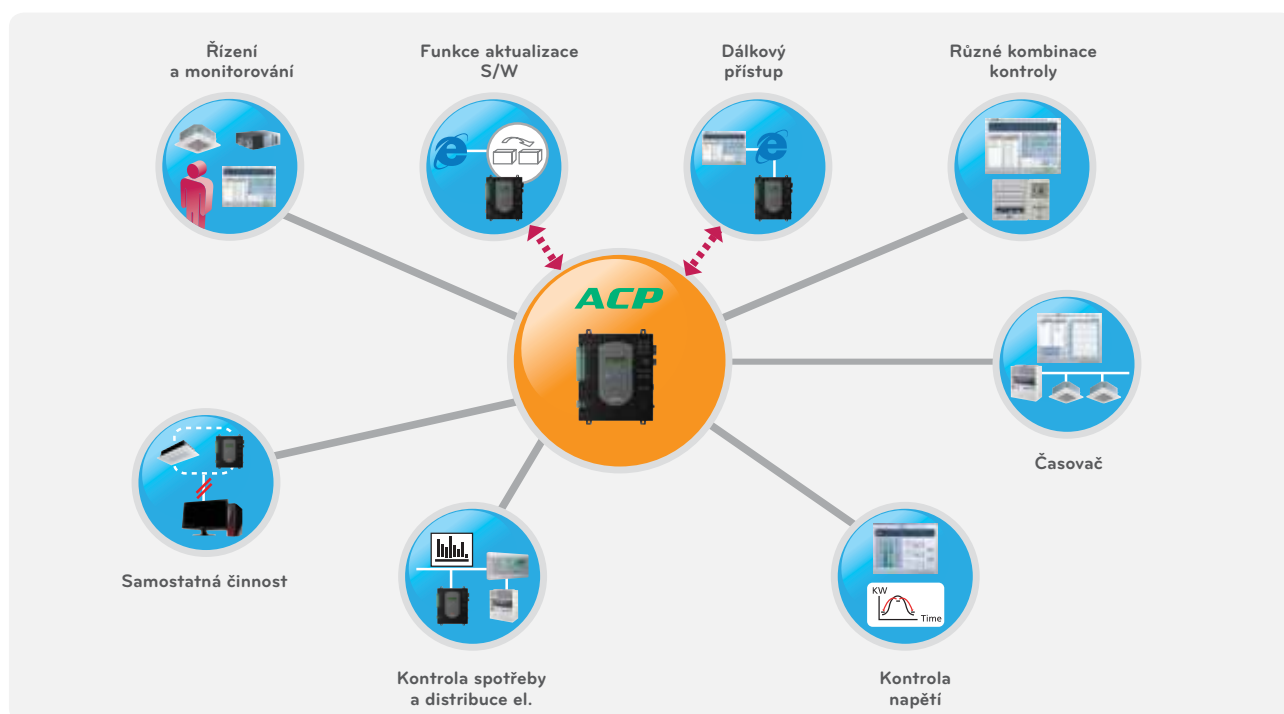 Řízení
a monitorování
Funkce aktualizace
S/W
Dálkový
přístup
Různé kombinace
kontroly
ACP
Časovač
Samostatná činnost
KW
Time
Kontrola spotřeby
a distribuce el.
Kontrola
napětí